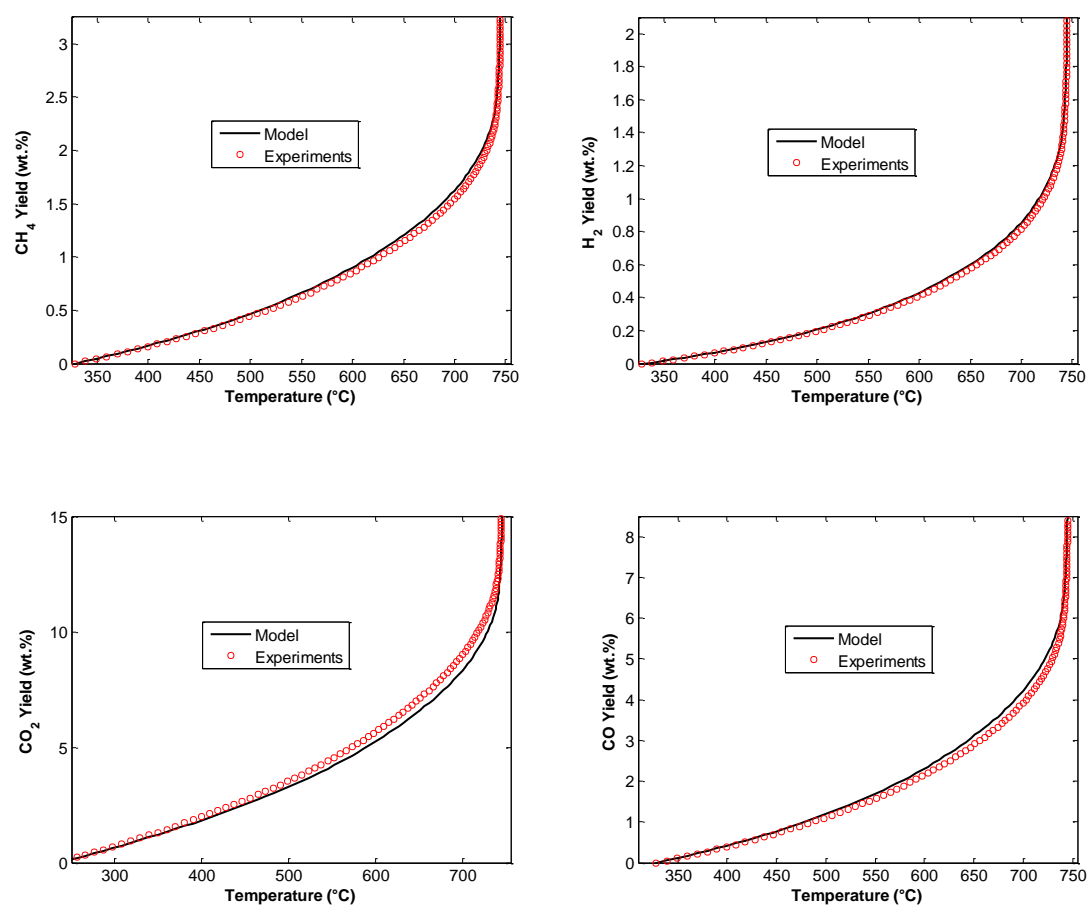 3
2.5
2
1.5
1
0.5
0
CH4 Yield (wt.%)
Model
Experiments
350 400 450 500 550 600 650 700 750
Temperature (°C)
2
1.8
1.6
1.4
1.2
1
0.8
0.6
0.4
0.2
0
H2 Yield (wt.%)
Model
Experiments
350 400 450 500 550 600 650 700 750
Temperature (°C)
15
10
5
0
CO2 Yield (wt.%)
Model
Experiments
300 400 500 600 700
Temperature (°C)
8
7
6
5
4
3
2
1
0
CO Yield (wt.%)
Model
Experiments
350 400 450 500 550 600 650 700 750
Temperature (°C)